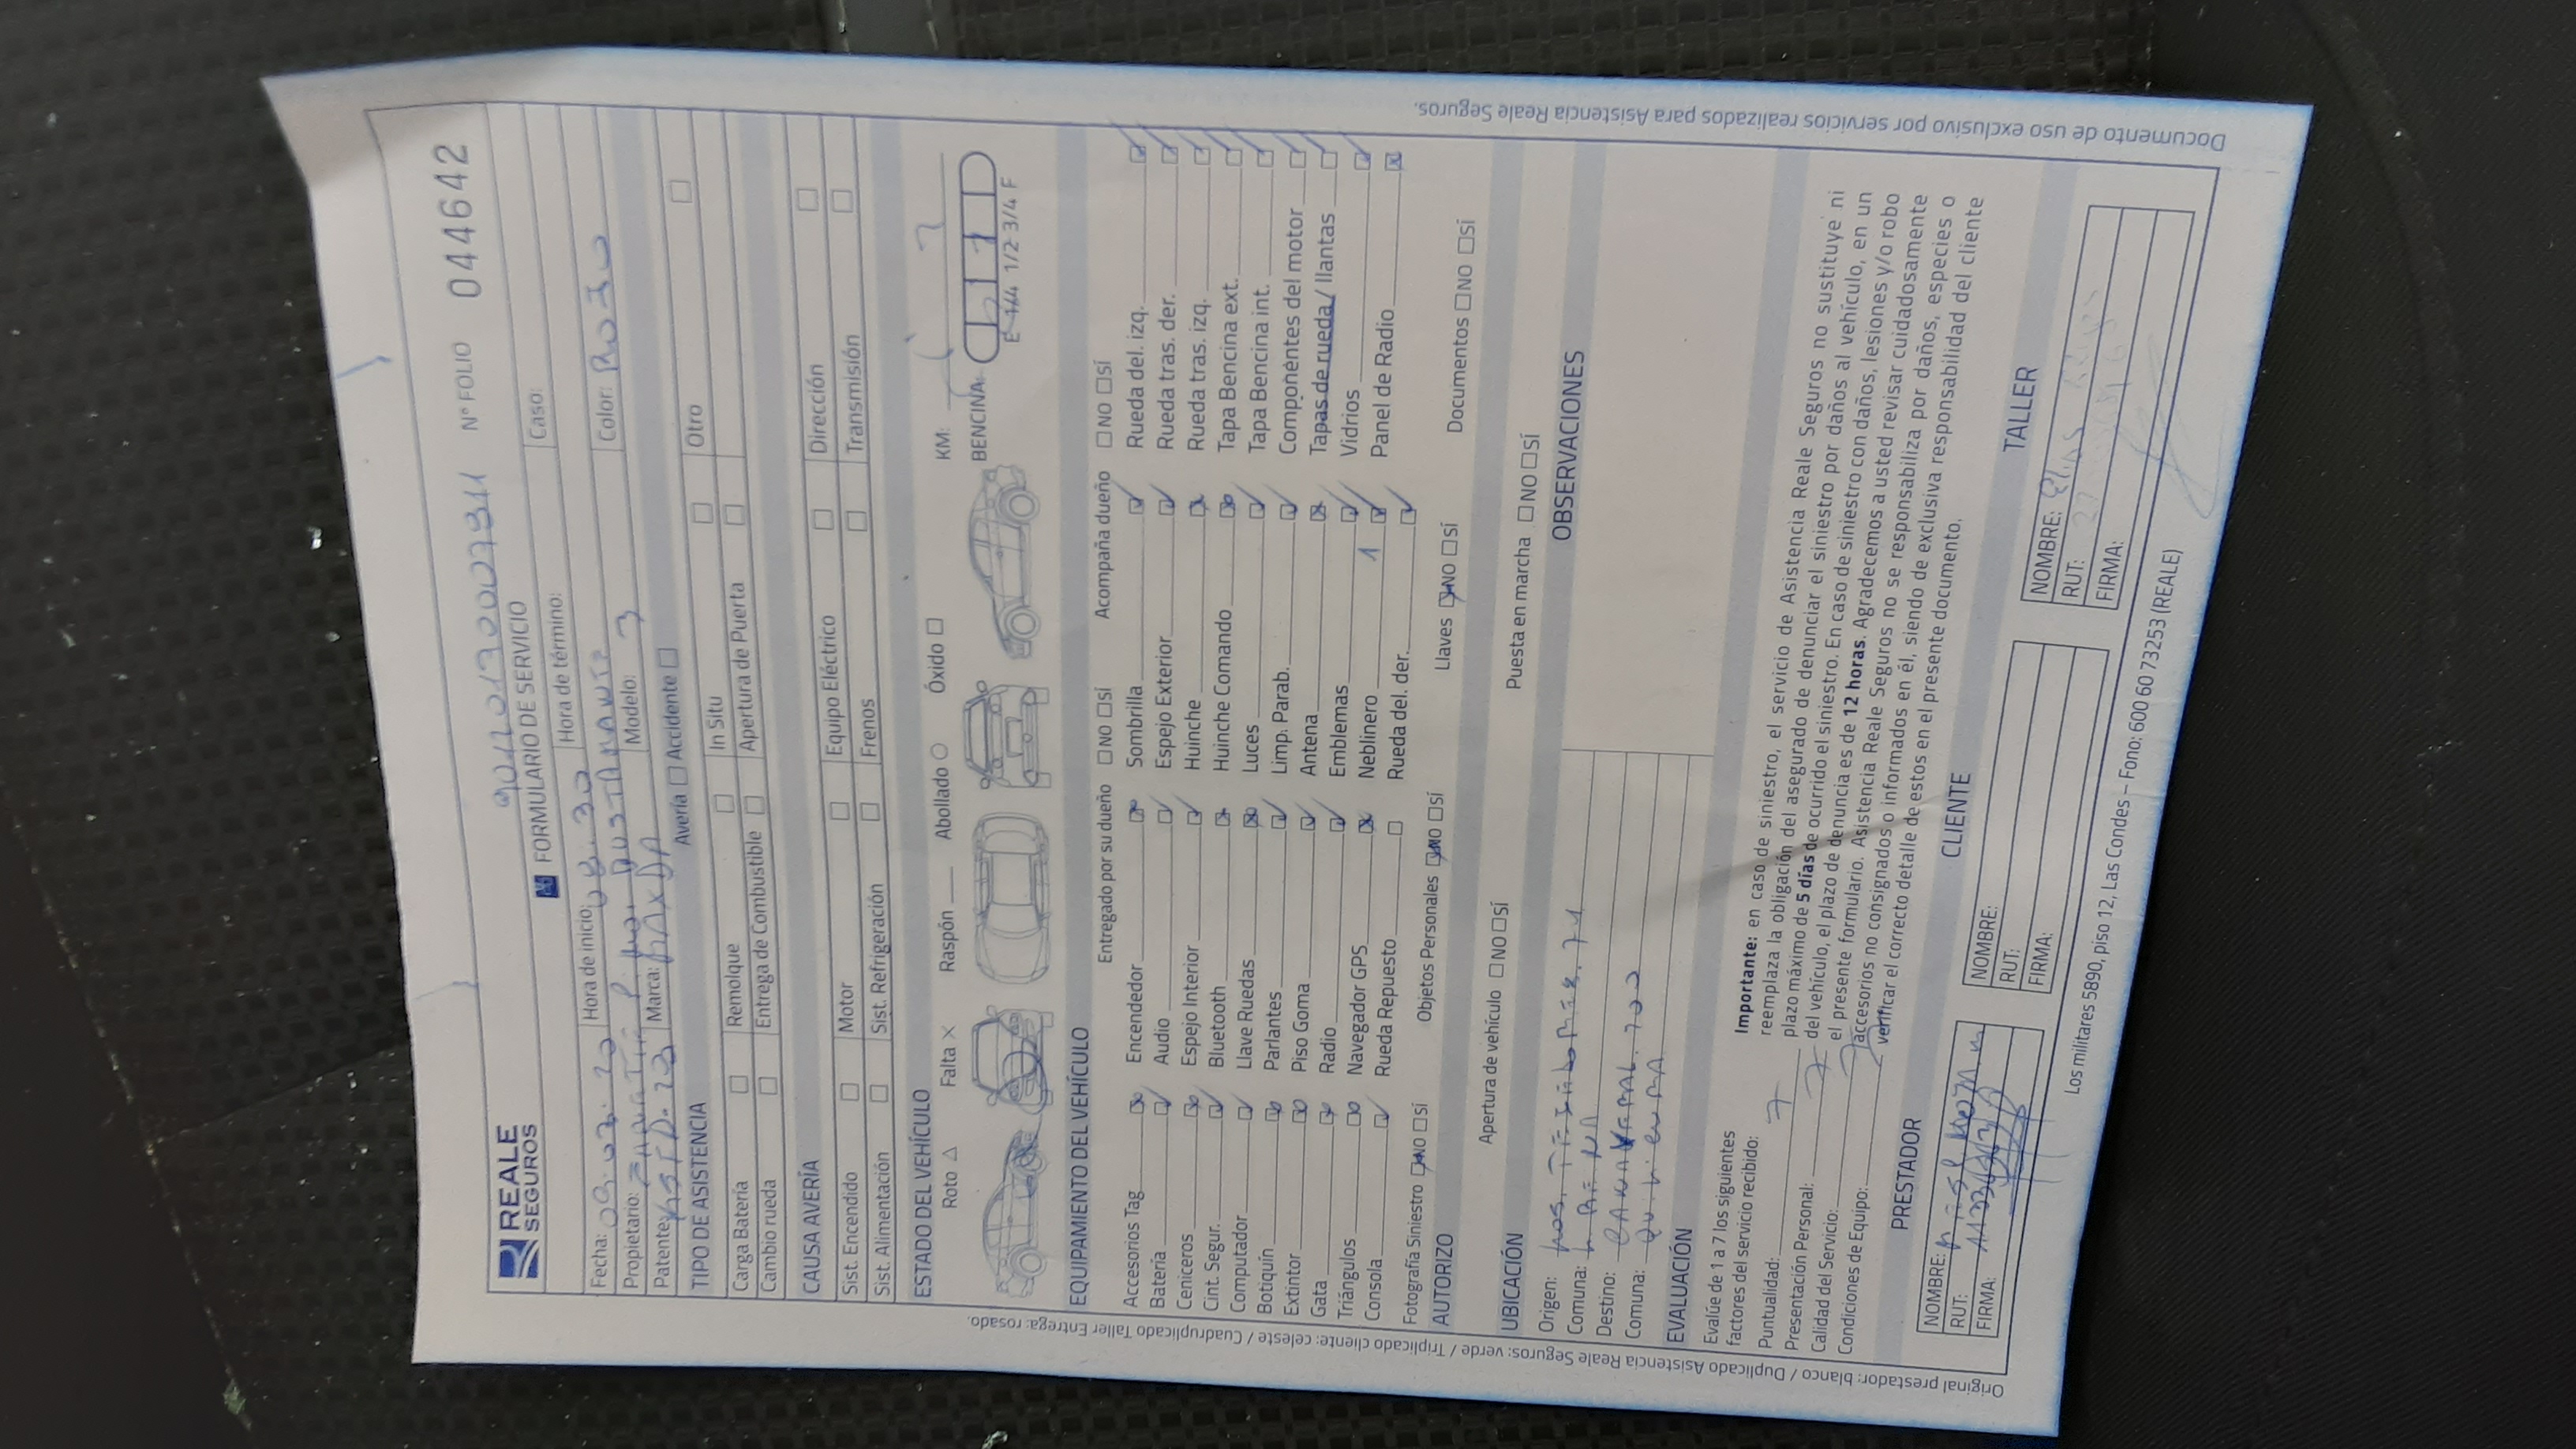 REALE
SEGUROS
FORMULARIO DE SERVICIO
Nº FOLIO 044642
Caso:
Fecha: 09.03.20 Hora de inicio: 08.30 Hora de término:
Propietario: Color: ROJO
Patente: Marca: MAXDA Modelo: 3
TIPO DE ASISTENCIA Avería Accidente
Carga Batería Remolque In Situ Otro
Cambio rueda Entrega de Combustible Apertura de Puerta
CAUSA AVERÍA
Sist. Encendido Motor Equipo Eléctrico Dirección
Sist. Alimentación Sist. Refrigeración Frenos Transmisión
ESTADO DEL VEHÍCULO
Roto △ Falta × Raspón — Abollado ○ Óxido □ KM:
BENCINA:
E 1/4 1/2 3/4 F
EQUIPAMIENTO DEL VEHÍCULO
Entregado por su dueño NO SÍ Acompaña dueño NO SÍ
Accesorios Tag Encendedor Sombrilla Rueda del. izq.
Batería Audio Espejo Exterior Rueda tras. der.
Ceniceros Espejo Interior Huinche Rueda tras. izq.
Cint. Segur. Bluetooth Huinche Comando Tapa Bencina ext.
Computador Llave Ruedas Luces Tapa Bencina int.
Botiquín Parlantes Limp. Parab. Componentes del motor
Extintor Piso Goma Antena Tapas de rueda/ llantas
Gata Radio Emblemas Vidrios
Triángulos Navegador GPS Neblinero 1 Panel de Radio
Consola Rueda Repuesto Rueda del. der.
Fotografía Siniestro NO SÍ Objetos Personales NO SÍ Llaves NO SÍ Documentos NO SÍ
AUTORIZO
Apertura de vehículo NO SÍ Puesta en marcha NO SÍ
UBICACIÓN OBSERVACIONES
Origen:
Comuna: LA REINA
Destino:
Comuna:
EVALUACIÓN
Evalúe de 1 a 7 los siguientes
factores del servicio recibido:
Puntualidad: 7
Presentación Personal:
Calidad del Servicio: 7
Condiciones de Equipo: 7
Importante: en caso de siniestro, el servicio de Asistencia Reale Seguros no sustituye ni
reemplaza la obligación del asegurado de denunciar el siniestro por daños al vehículo, en un
plazo máximo de 5 días de ocurrido el siniestro. En caso de siniestro con daños, lesiones y/o robo
del vehículo, el plazo de denuncia es de 12 horas. Agradecemos a usted revisar cuidadosamente
el presente formulario. Asistencia Reale Seguros no se responsabiliza por daños, especies o
accesorios no consignados o informados en él, siendo de exclusiva responsabilidad del cliente
verificar el correcto detalle de estos en el presente documento.
PRESTADOR CLIENTE TALLER
NOMBRE: NOMBRE: NOMBRE:
RUT: RUT: RUT:
FIRMA: FIRMA: FIRMA:
Los militares 5890, piso 12, Las Condes – Fono: 600 60 73253 (REALE)
Original prestador: blanco / Duplicado Asistencia Reale Seguros: verde / Triplicado cliente: celeste / Cuadruplicado Taller Entrega: rosado.
Documento de uso exclusivo por servicios realizados para Asistencia Reale Seguros.